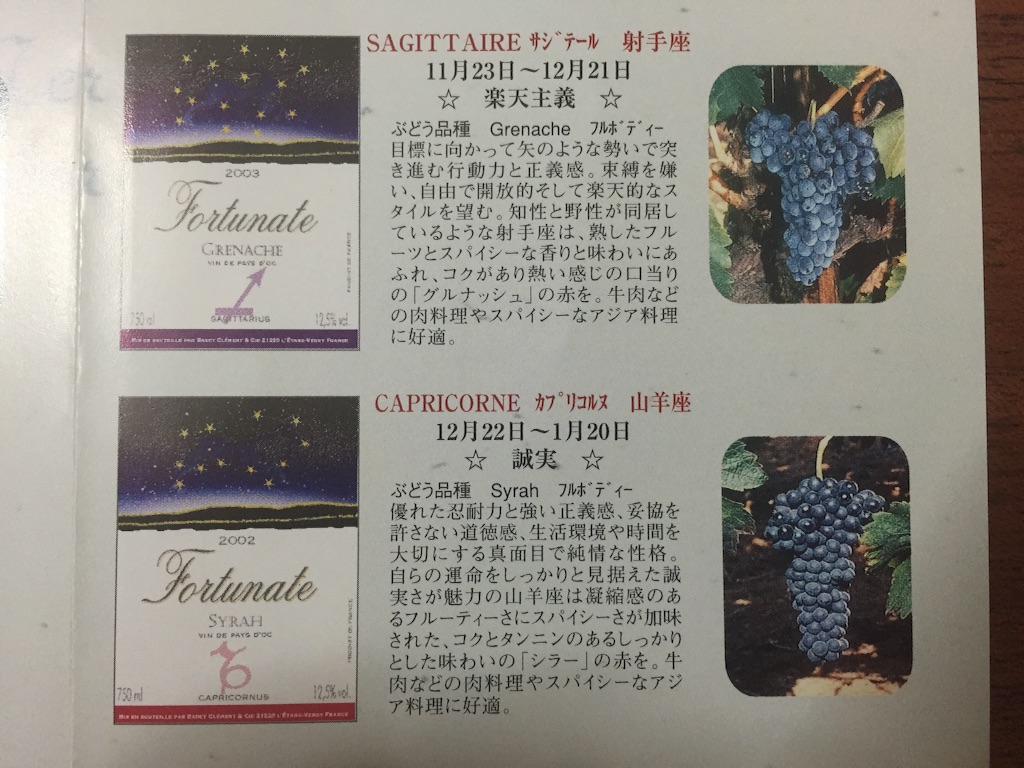 SAGITTAIRE ｻｼﾞﾃｰﾙ 射手座
11月23日～12月21日
☆ 楽天主義 ☆
ぶどう品種 Grenache ﾌﾙﾎﾞﾃﾞｨｰ
目標に向かって矢のような勢いで突
き進む行動力と正義感。束縛を嫌
い、自由で開放的そして楽天的なス
タイルを望む。知性と野性が同居し
ているような射手座は、熟したフル
ーツとスパイシーな香りと味わいにあ
ふれ、コクがあり熱い感じの口当り
の「グルナッシュ」の赤を。牛肉など
の肉料理やスパイシーなアジア料理
に好適。
2003
Fortunate
GRENACHE
VIN DE PAYS D'OC
SAGITTARIUS
750 ml
12,5% vol.
PRODUCT OF FRANCE
MIS EN BOUTEILLE PAR BANCY CLÉMENT & CIE 21220 L'ÉTANG-VERGY FRANCE
CAPRICORNE ｶﾌﾟﾘｺﾙﾇ 山羊座
12月22日～1月20日
☆ 誠実 ☆
ぶどう品種 Syrah ﾌﾙﾎﾞﾃﾞｨｰ
優れた忍耐力と強い正義感、妥協を
許さない道徳感、生活環境や時間を
大切にする真面目で純情な性格。
自らの運命をしっかりと見据えた誠
実さが魅力の山羊座は凝縮感のあ
るフルーティーさにスパイシーさが加味
された、コクとタンニンのあるしっかり
とした味わいの「シラー」の赤を。牛
肉などの肉料理やスパイシーなアジ
ア料理に好適。
2002
Fortunate
SYRAH
VIN DE PAYS D'OC
CAPRICORNUS
750 ml
12,5% vol.
PRODUCT OF FRANCE